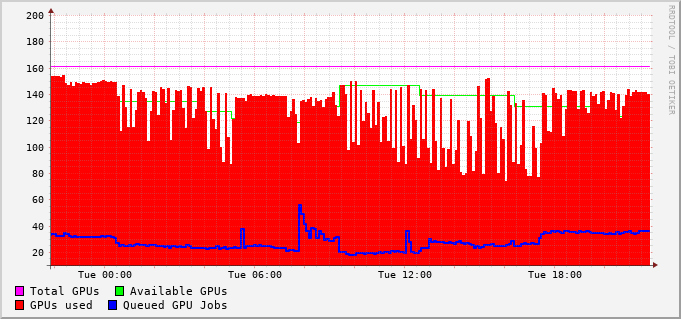 200
180
160
140
120
100
80
60
40
20
Tue 00:00 Tue 06:00 Tue 12:00 Tue 18:00
Total GPUs Available GPUs
GPUs used Queued GPU Jobs
RRDTOOL / TOBI OETIKER